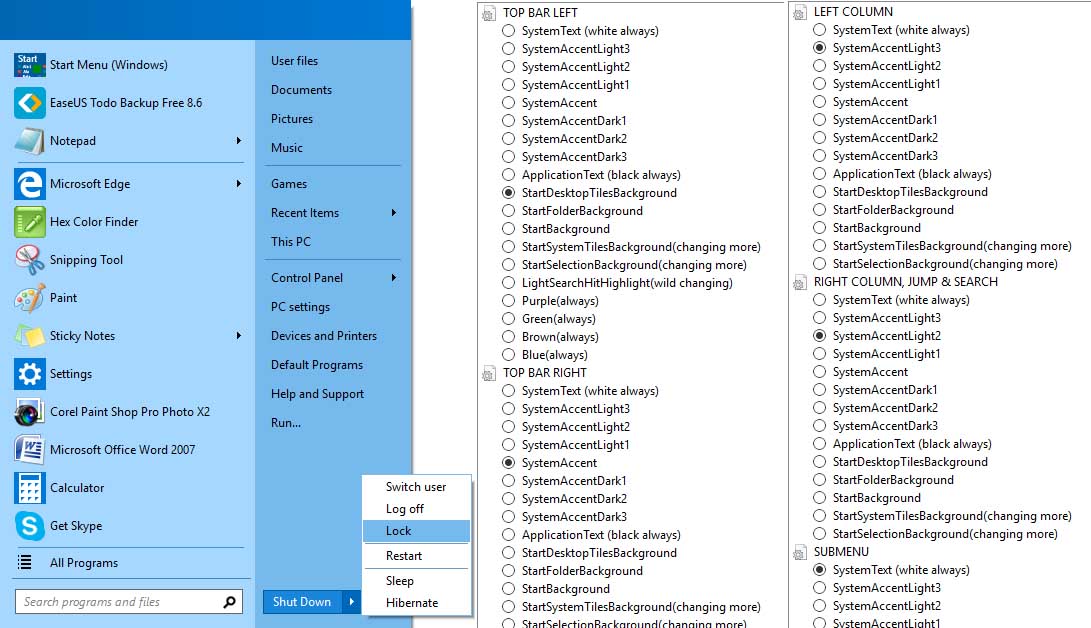 Start
Start Menu (Windows)
EaseUS Todo Backup Free 8.6
Notepad
Microsoft Edge
Hex Color Finder
Snipping Tool
Paint
Sticky Notes
Settings
Corel Paint Shop Pro Photo X2
Microsoft Office Word 2007
Calculator
Get Skype
All Programs
Search programs and files
User files
Documents
Pictures
Music
Games
Recent Items
This PC
Control Panel
PC settings
Devices and Printers
Default Programs
Help and Support
Run...
Shut Down
Switch user
Log off
Lock
Restart
Sleep
Hibernate
TOP BAR LEFT
SystemText (white always)
SystemAccentLight3
SystemAccentLight2
SystemAccentLight1
SystemAccent
SystemAccentDark1
SystemAccentDark2
SystemAccentDark3
ApplicationText (black always)
StartDesktopTilesBackground
StartFolderBackground
StartBackground
StartSystemTilesBackground(changing more)
StartSelectionBackground(changing more)
LightSearchHitHighlight(wild changing)
Purple(always)
Green(always)
Brown(always)
Blue(always)
TOP BAR RIGHT
SystemText (white always)
SystemAccentLight3
SystemAccentLight2
SystemAccentLight1
SystemAccent
SystemAccentDark1
SystemAccentDark2
SystemAccentDark3
ApplicationText (black always)
StartDesktopTilesBackground
StartFolderBackground
StartBackground
StartSystemTilesBackground(changing more)
StartSelectionBackground(changing more)
LEFT COLUMN
SystemText (white always)
SystemAccentLight3
SystemAccentLight2
SystemAccentLight1
SystemAccent
SystemAccentDark1
SystemAccentDark2
SystemAccentDark3
ApplicationText (black always)
StartDesktopTilesBackground
StartFolderBackground
StartBackground
StartSystemTilesBackground(changing more)
StartSelectionBackground(changing more)
RIGHT COLUMN, JUMP & SEARCH
SystemText (white always)
SystemAccentLight3
SystemAccentLight2
SystemAccentLight1
SystemAccent
SystemAccentDark1
SystemAccentDark2
SystemAccentDark3
ApplicationText (black always)
StartDesktopTilesBackground
StartFolderBackground
StartBackground
StartSystemTilesBackground(changing more)
StartSelectionBackground(changing more)
SUBMENU
SystemText (white always)
SystemAccentLight3
SystemAccentLight2
SystemAccentLight1